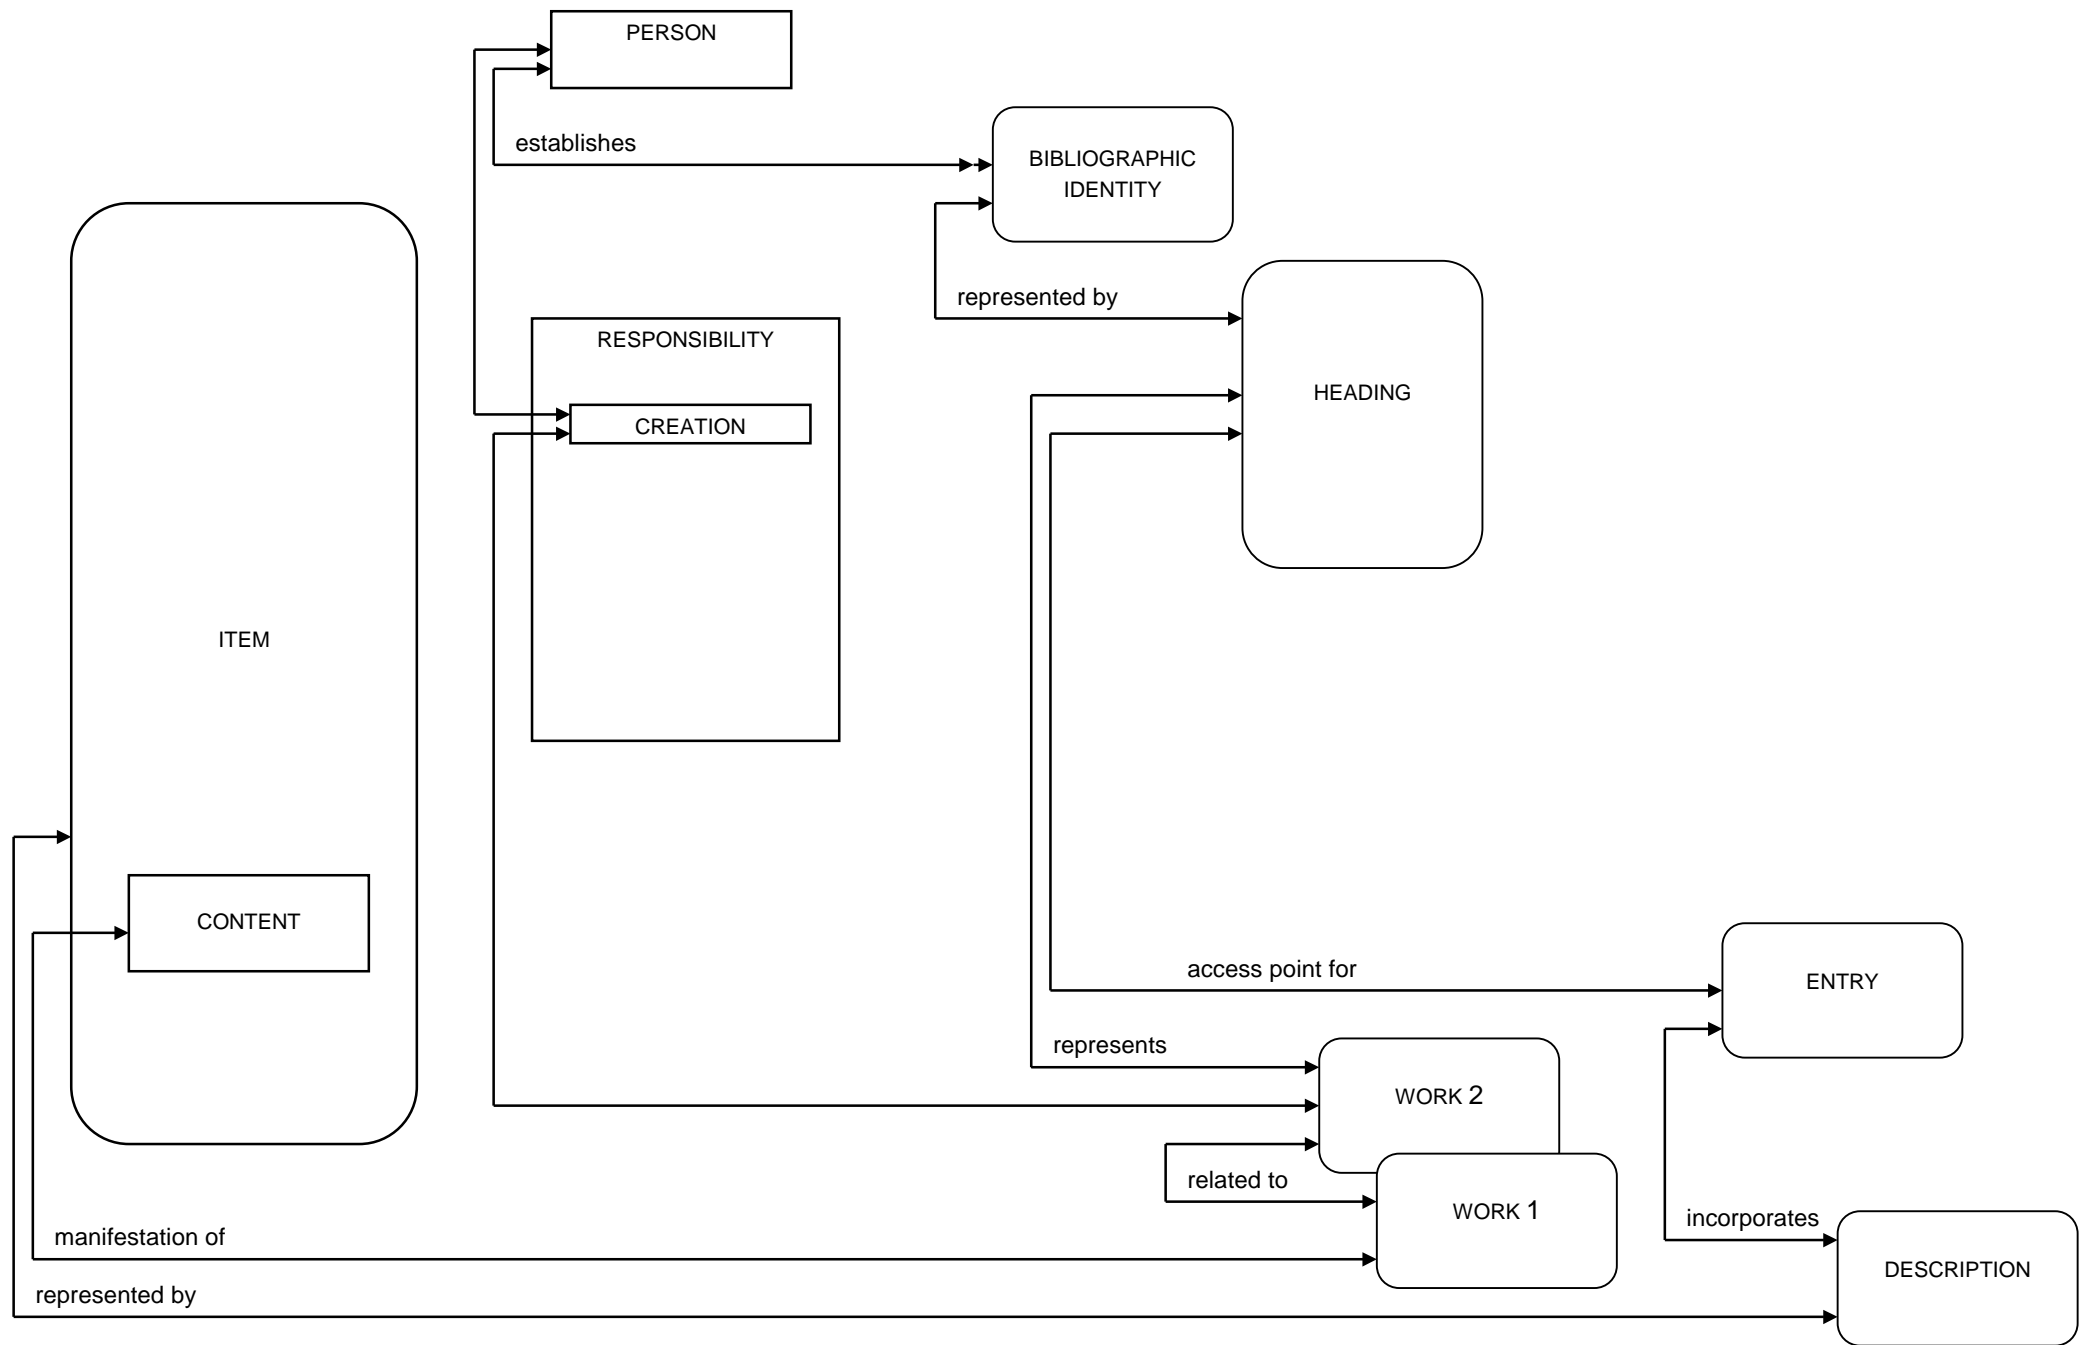 PERSON
establishes
BIBLIOGRAPHIC
IDENTITY
represented by
RESPONSIBILITY
HEADING
CREATION
ITEM
CONTENT
access point for
ENTRY
represents
WORK 2
related to
WORK 1
incorporates
manifestation of
DESCRIPTION
represented by